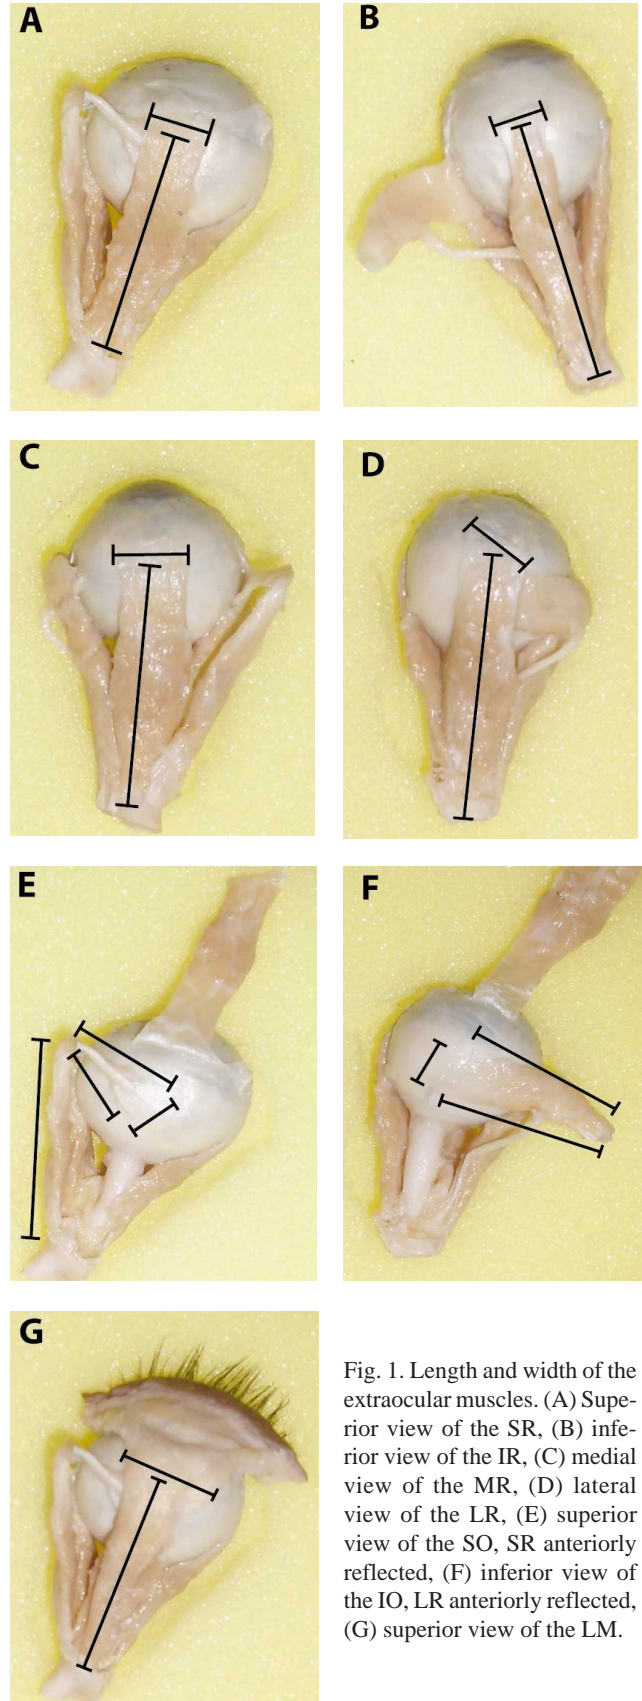 A
B
C
D
E
F
G
Fig. 1. Length and width of the
extraocular muscles. (A) Supe-
rior view of the SR, (B) infe-
rior view of the IR, (C) medial
view of the MR, (D) lateral
view of the LR, (E) superior
view of the SO, SR anteriorly
reflected, (F) inferior view of
the IO, LR anteriorly reflected,
(G) superior view of the LM.